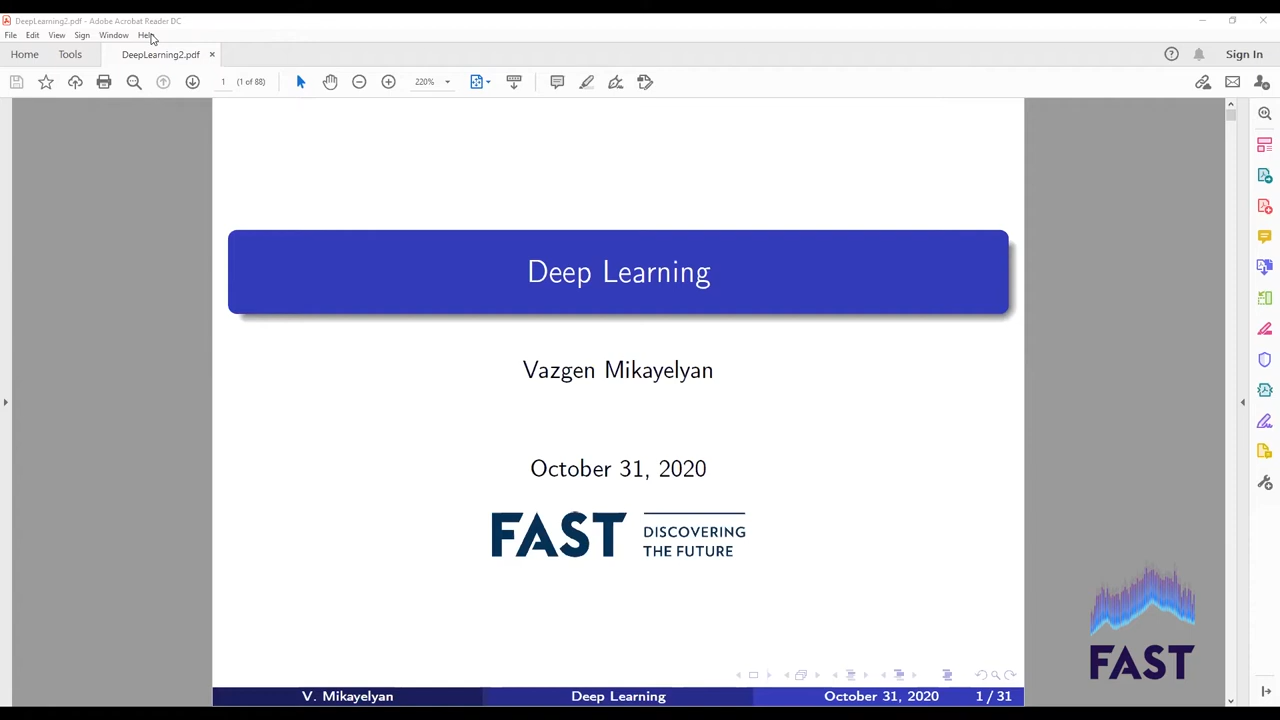 DeepLearning2.pdf - Adobe Acrobat Reader DC
File Edit View Sign Window Help
Home Tools DeepLearning2.pdf × Sign In
1 (1 of 88) 220%
Deep Learning
Vazgen Mikayelyan
October 31, 2020
FAST DISCOVERING
THE FUTURE
FAST
V. Mikayelyan Deep Learning October 31, 2020 1 / 31